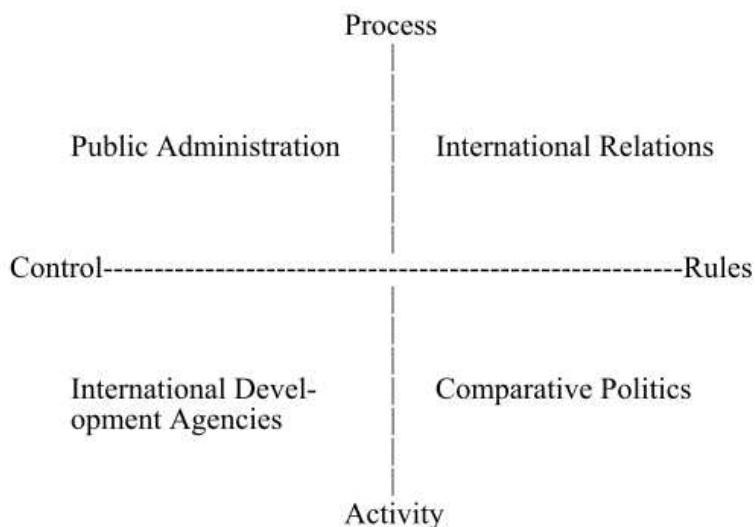 Process
Public Administration
International Relations
Control-----------------------------------------------------------Rules
International Devel-
opment Agencies
Comparative Politics
Activity